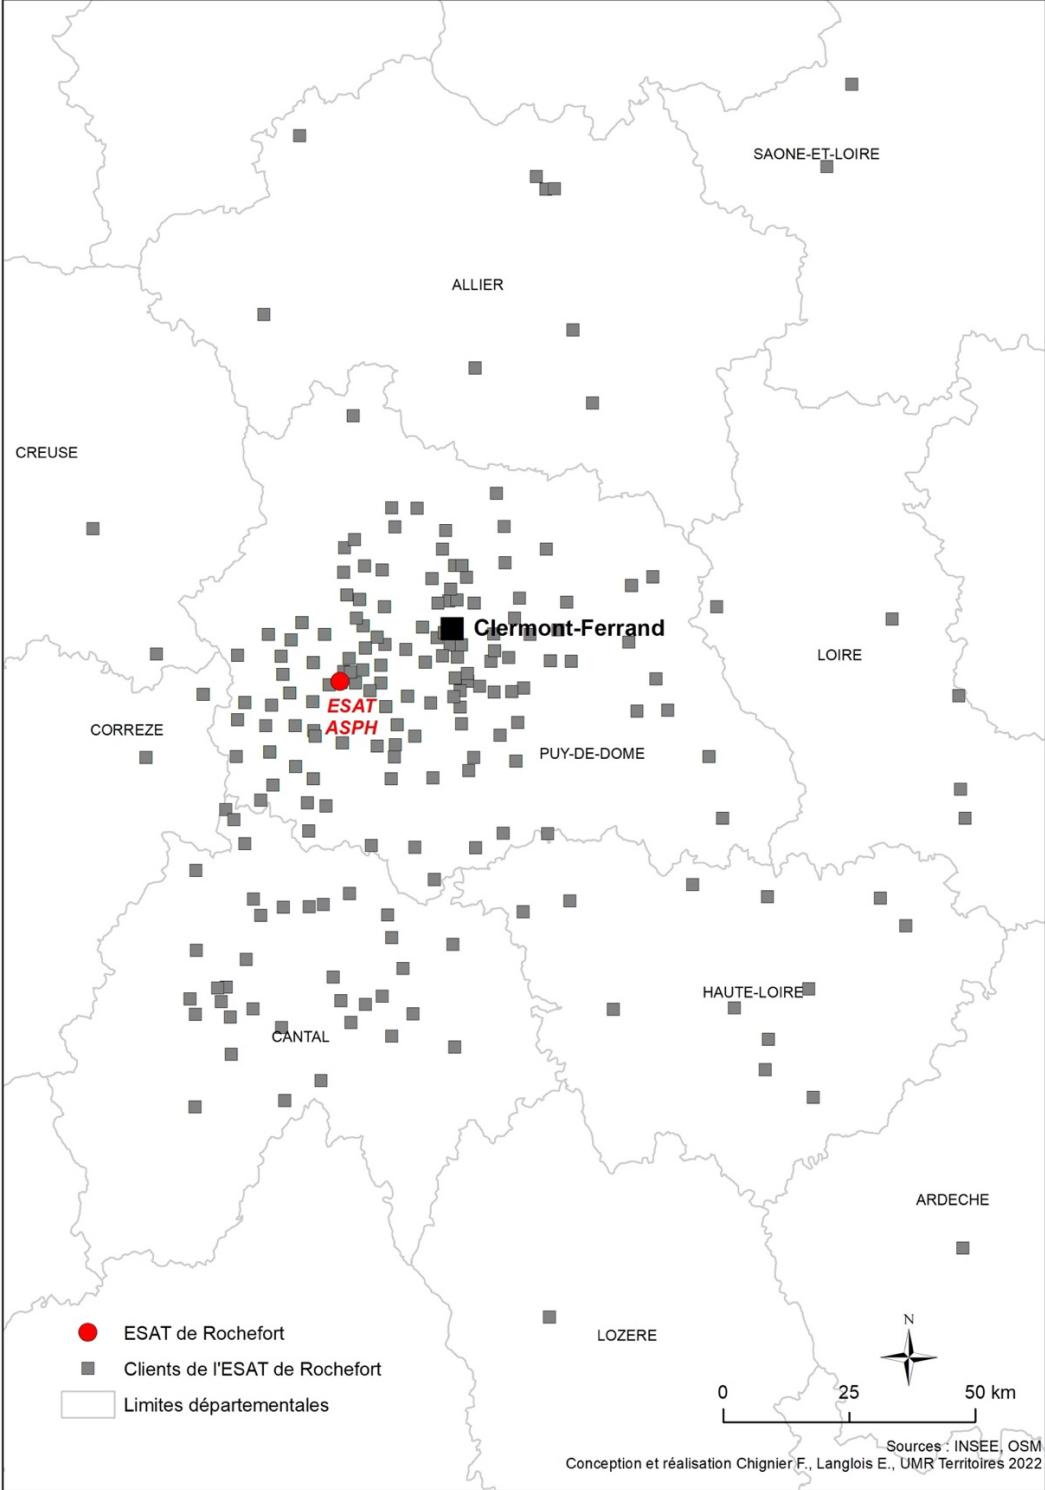 SAONE-ET-LOIRE
ALLIER
CREUSE
Clermont-Ferrand
LOIRE
ESAT
ASPH
CORREZE
PUY-DE-DOME
HAUTE-LOIRE
CANTAL
ARDECHE
LOZERE
N
ESAT de Rochefort
Clients de l'ESAT de Rochefort
Limites départementales
0 25 50 km
Sources : INSEE, OSM
Conception et réalisation Chignier F., Langlois E., UMR Territoires 2022